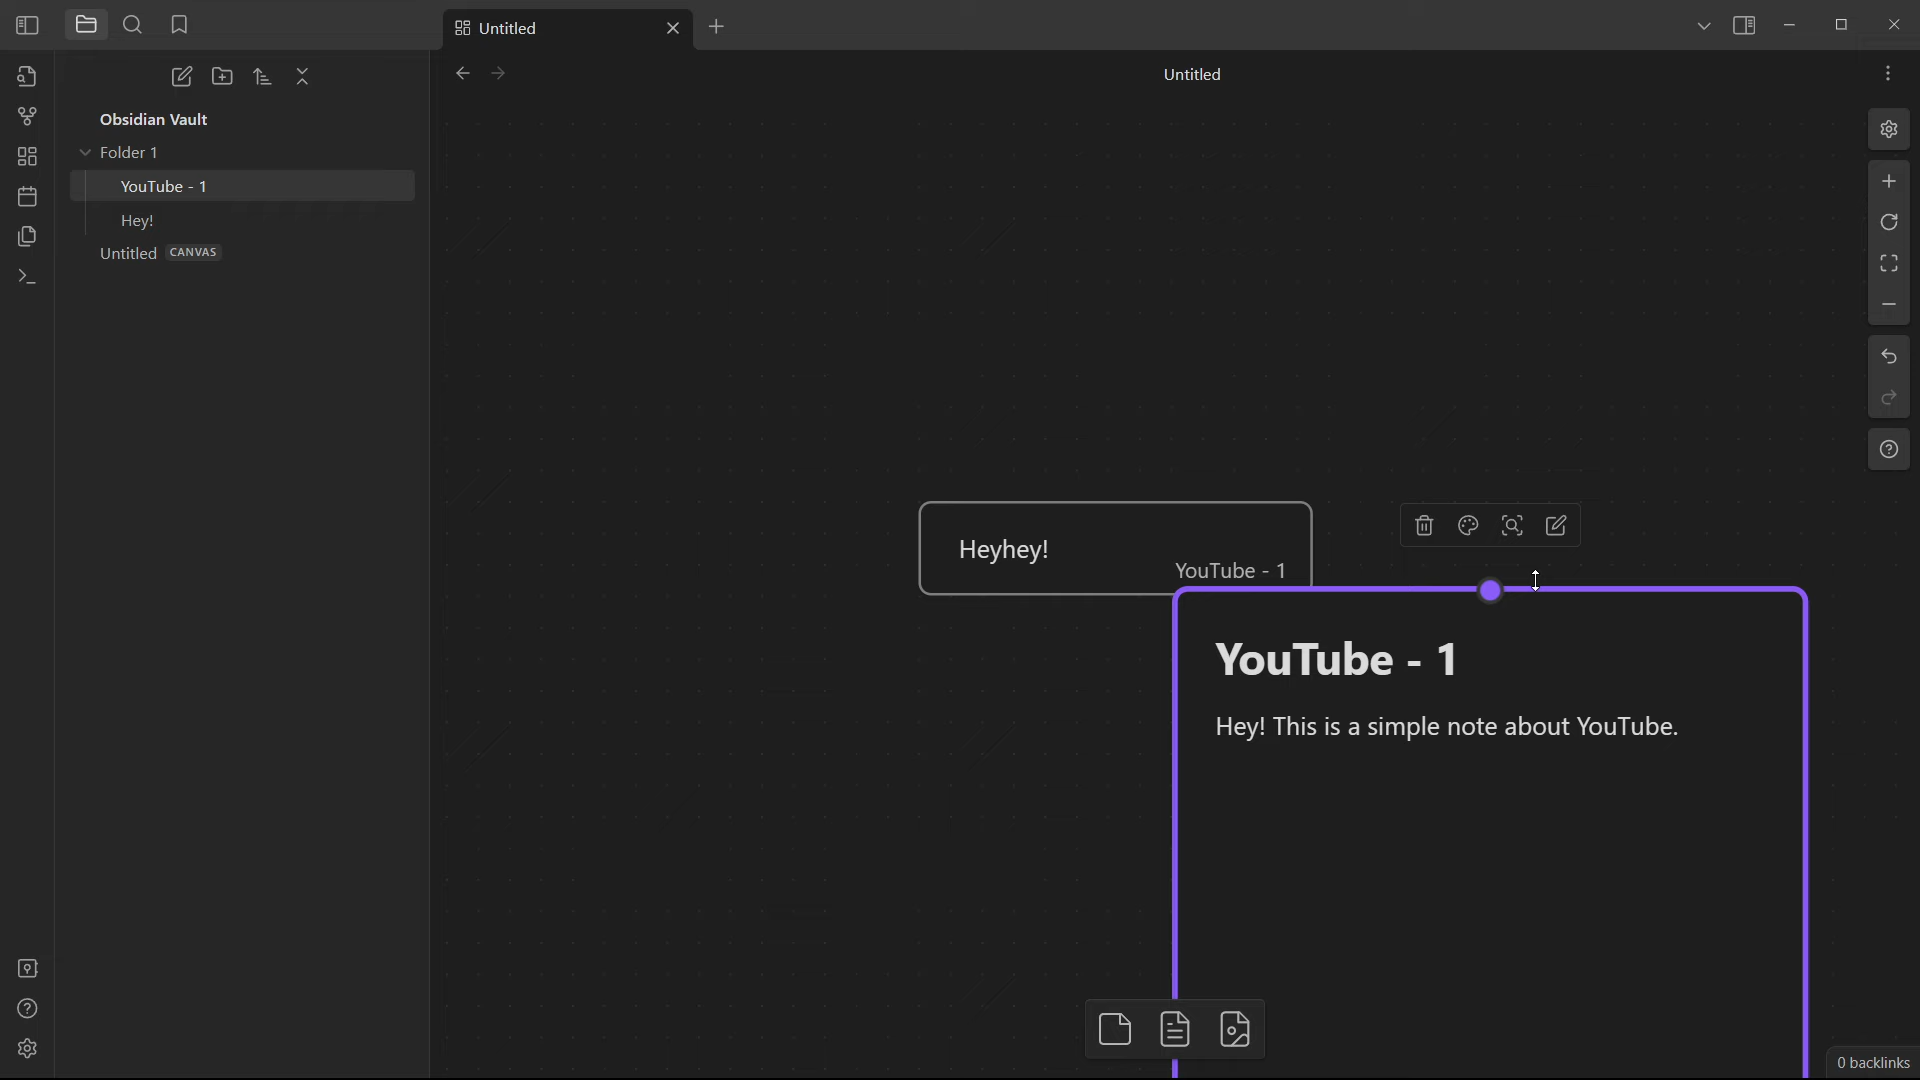 Untitled
Untitled
Obsidian Vault
Folder 1
YouTube - 1
Hey!
Untitled CANVAS
Heyhey!
YouTube - 1
YouTube - 1
Hey! This is a simple note about YouTube.
0 backlinks